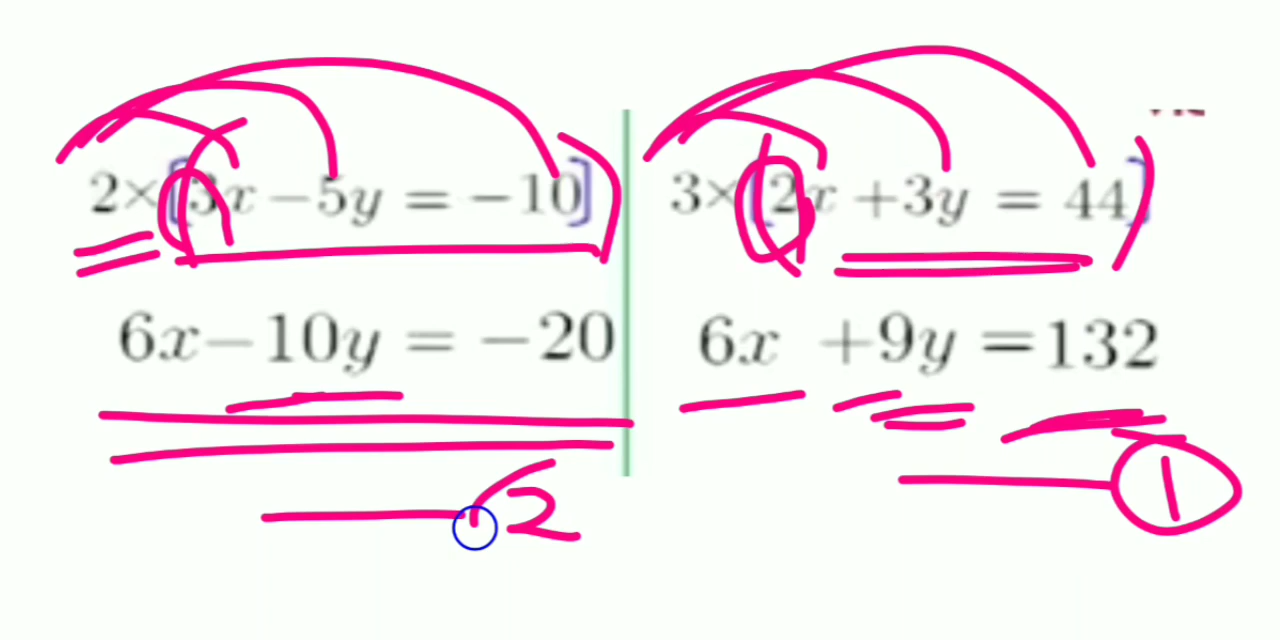 2×[3x −5y = −10]
3×[2x +3y = 44]
6x−10y = −20
6x +9y =132
2
1